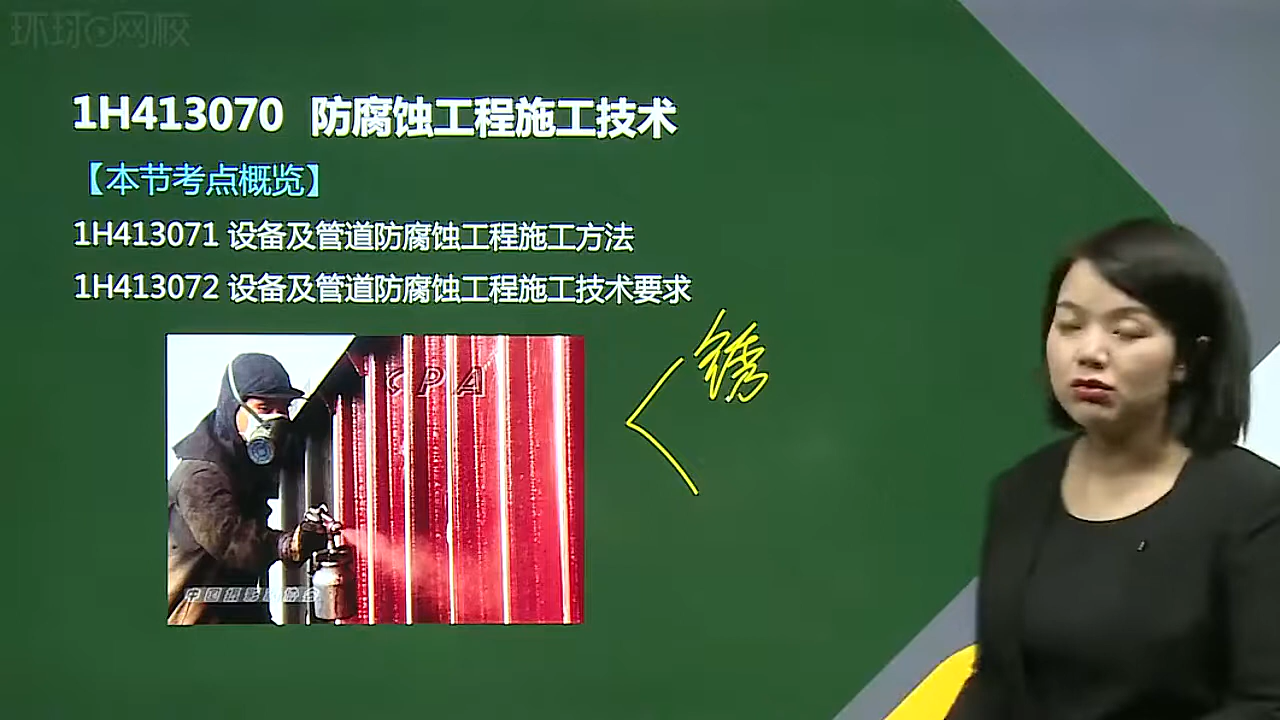 环球网校
1H413070 防腐蚀工程施工技术
【本节考点概览】
1H413071 设备及管道防腐蚀工程施工方法
1H413072 设备及管道防腐蚀工程施工技术要求
锈
CPA